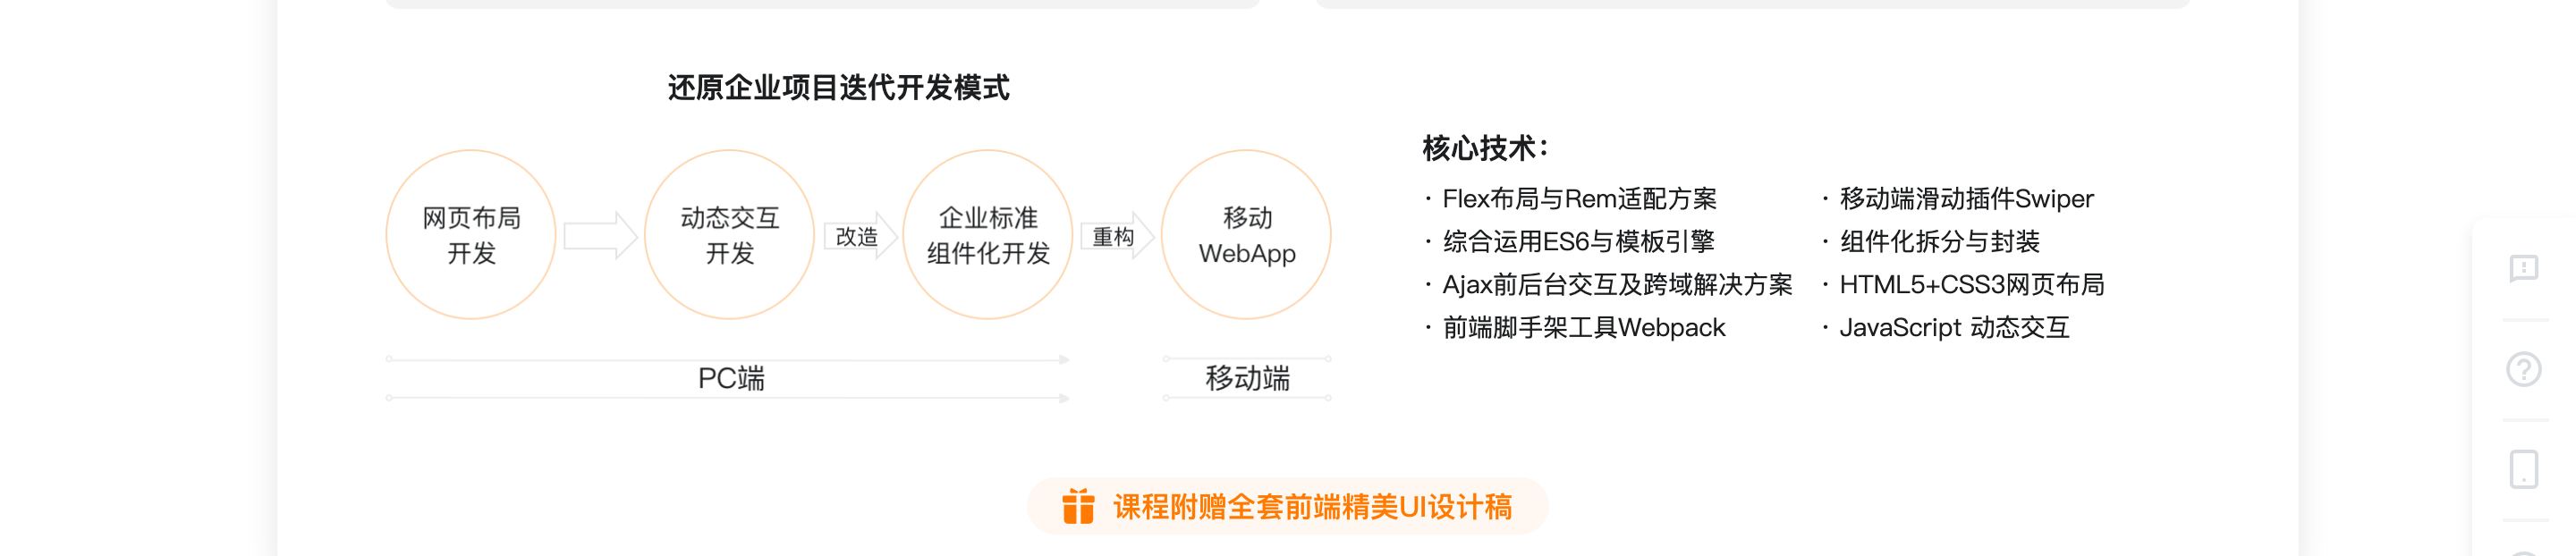 还原企业项目迭代开发模式
网页布局
开发
动态交互
开发
改造
企业标准
组件化开发
重构
移动
WebApp
PC端
移动端
核心技术：
· Flex布局与Rem适配方案
· 移动端滑动插件Swiper
· 综合运用ES6与模板引擎
· 组件化拆分与封装
· Ajax前后台交互及跨域解决方案
· HTML5+CSS3网页布局
· 前端脚手架工具Webpack
· JavaScript 动态交互
课程附赠全套前端精美UI设计稿